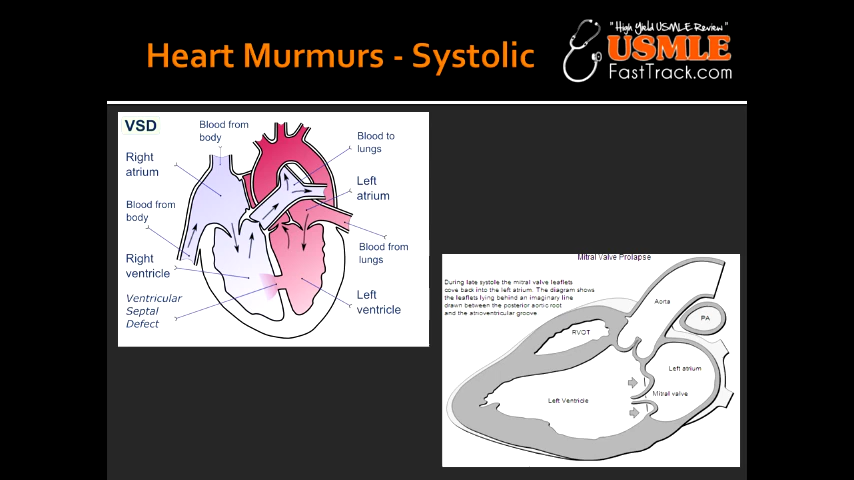 Heart Murmurs - Systolic
"High Yield USMLE Review"
USMLE
FastTrack.com
VSD
Blood from
body
Blood to
lungs
Right
atrium
Left
atrium
Blood from
body
Blood from
lungs
Right
ventricle
Ventricular
Septal
Defect
Left
ventricle
Mitral Valve Prolapse
During late systole the mitral valve leaflets
cove back into the left atrium. The diagram shows
the leaflets lying behind an imaginary line
drawn between the posterior aortic root
and the atrioventricular groove
Aorta
PA
RVOT
Left atrium
Mitral valve
Left Ventricle